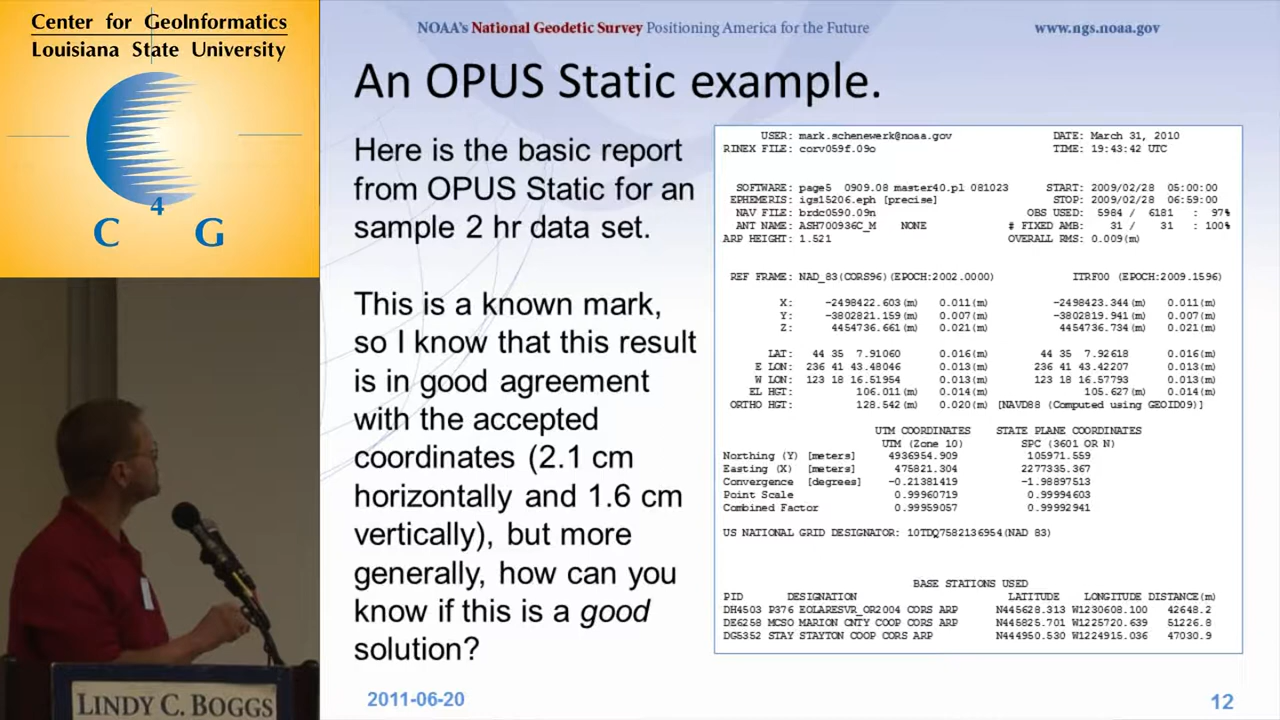 Center for GeoInformatics
Louisiana State University
C 4 G
LINDY C. BOGGS
NOAA's National Geodetic Survey Positioning America for the Future
www.ngs.noaa.gov
An OPUS Static example.
Here is the basic report
from OPUS Static for an
sample 2 hr data set.
This is a known mark,
so I know that this result
is in good agreement
with the accepted
coordinates (2.1 cm
horizontally and 1.6 cm
vertically), but more
generally, how can you
know if this is a good
solution?
USER: mark.schenewerk@noaa.gov DATE: March 31, 2010
RINEX FILE: corv059f.09o TIME: 19:43:42 UTC
SOFTWARE: page5 0909.08 master40.pl 081023 START: 2009/02/28 05:00:00
EPHEMERIS: igs15206.eph [precise] STOP: 2009/02/28 06:59:00
NAV FILE: brdc0590.09n OBS USED: 5984 / 6181 : 97%
ANT NAME: ASH700936C_M NONE # FIXED AMB: 31 / 31 : 100%
ARP HEIGHT: 1.521 OVERALL RMS: 0.009(m)
REF FRAME: NAD_83(CORS96)(EPOCH:2002.0000) ITRF00 (EPOCH:2009.1596)
X: -2498422.603(m) 0.011(m) -2498423.344(m) 0.011(m)
Y: -3802821.159(m) 0.007(m) -3802819.941(m) 0.007(m)
Z: 4454736.661(m) 0.021(m) 4454736.734(m) 0.021(m)
LAT: 44 35 7.91060 0.016(m) 44 35 7.92618 0.016(m)
E LON: 236 41 43.48046 0.013(m) 236 41 43.42207 0.013(m)
W LON: 123 18 16.51954 0.013(m) 123 18 16.57793 0.013(m)
EL HGT: 106.011(m) 0.014(m) 105.627(m) 0.014(m)
ORTHO HGT: 128.542(m) 0.020(m) [NAVD88 (Computed using GEOID09)]
UTM COORDINATES STATE PLANE COORDINATES
UTM (Zone 10) SPC (3601 OR N)
Northing (Y) [meters] 4936954.909 105971.559
Easting (X) [meters] 475821.304 2277335.367
Convergence [degrees] -0.21381419 -1.98897513
Point Scale 0.99960719 0.99994603
Combined Factor 0.99959057 0.99992941
US NATIONAL GRID DESIGNATOR: 10TDQ7582136954(NAD 83)
BASE STATIONS USED
PID DESIGNATION LATITUDE LONGITUDE DISTANCE(m)
DH4503 P376 EOLARESVR_OR2004 CORS ARP N445628.313 W1230608.100 42648.2
DE6258 MCSO MARION CNTY COOP CORS ARP N445825.701 W1225720.639 51226.8
DG5352 STAY STAYTON COOP CORS ARP N444950.530 W1224915.036 47030.9
2011-06-20
12